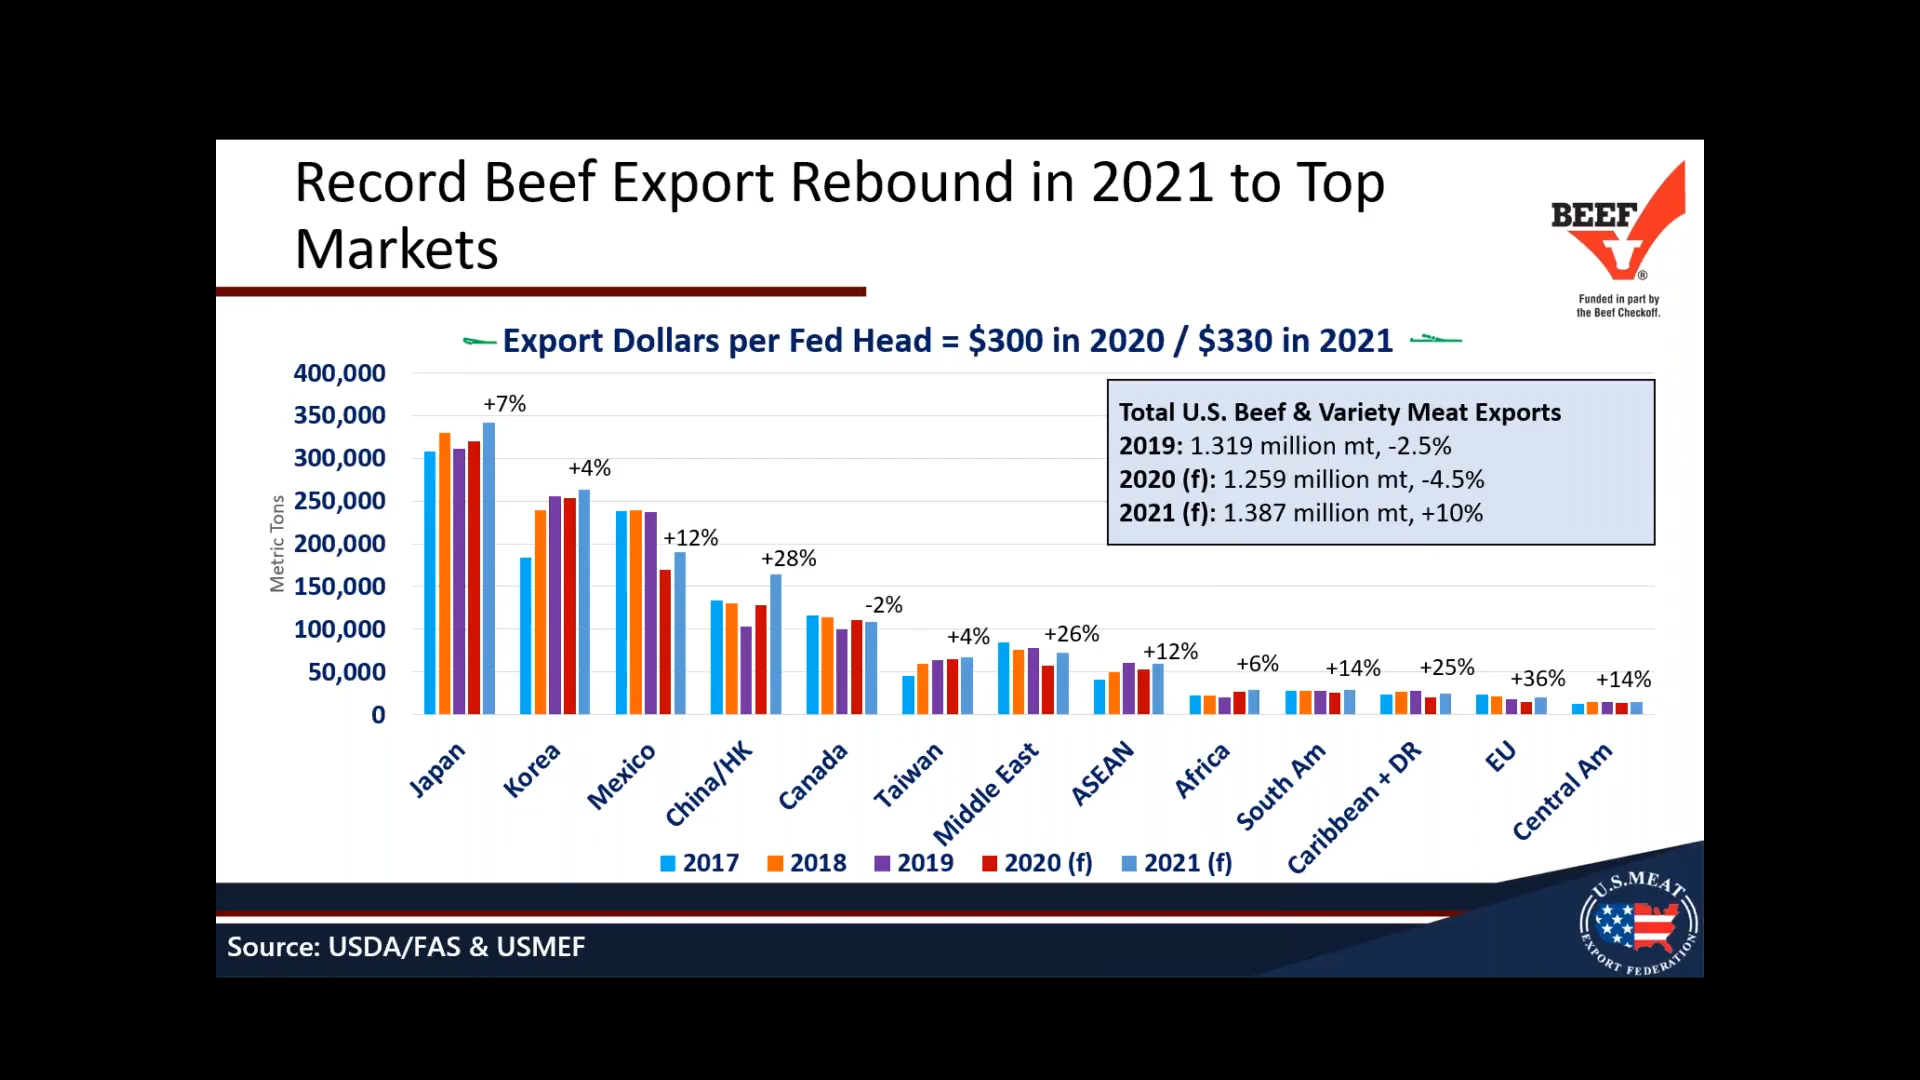 Record Beef Export Rebound in 2021 to Top
Markets
BEEF
®
Funded in part by
the Beef Checkoff.
Export Dollars per Fed Head = $300 in 2020 / $330 in 2021
Total U.S. Beef & Variety Meat Exports
2019: 1.319 million mt, -2.5%
2020 (f): 1.259 million mt, -4.5%
2021 (f): 1.387 million mt, +10%
Metric Tons
400,000
350,000
300,000
250,000
200,000
150,000
100,000
50,000
0
+7%
+4%
+12%
+28%
-2%
+4%
+26%
+12%
+6%
+14%
+25%
+36%
+14%
Japan
Korea
Mexico
China/HK
Canada
Taiwan
Middle East
ASEAN
Africa
South Am
Caribbean + DR
EU
Central Am
2017 2018 2019 2020 (f) 2021 (f)
Source: USDA/FAS & USMEF
U.S. MEAT
EXPORT FEDERATION